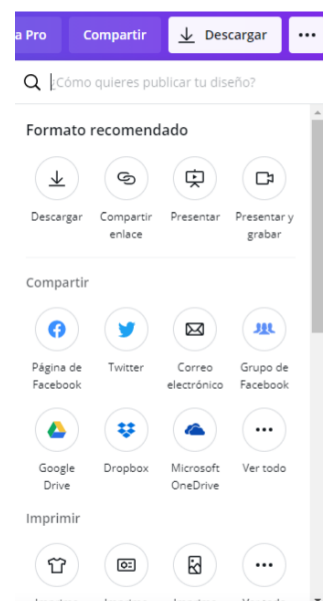 a Pro Compartir Descargar
¿Cómo quieres publicar tu diseño?
Formato recomendado
Descargar Compartir enlace Presentar Presentar y grabar
Compartir
Página de Facebook Twitter Correo electrónico Grupo de Facebook
Google Drive Dropbox Microsoft OneDrive Ver todo
Imprimir